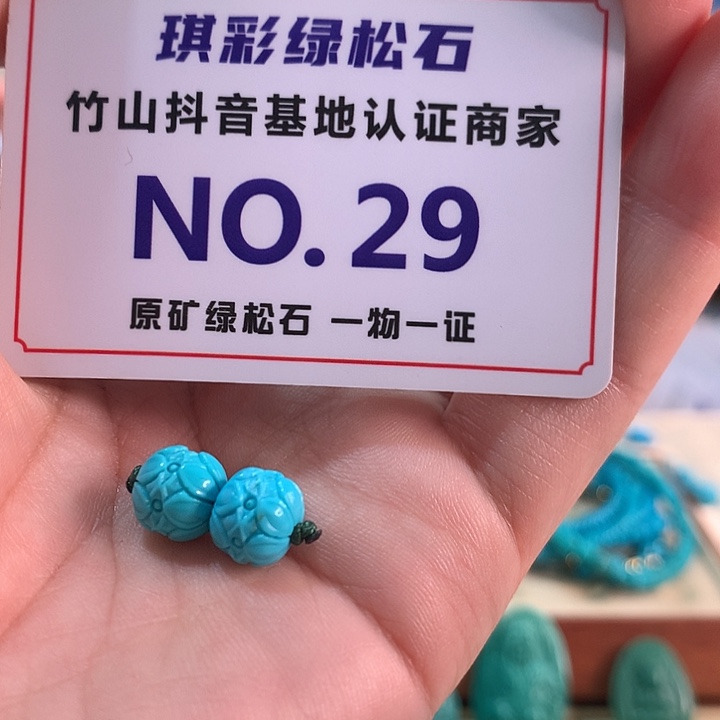 琪彩绿松石
竹山抖音基地认证商家
NO.29
原矿绿松石 一物一证